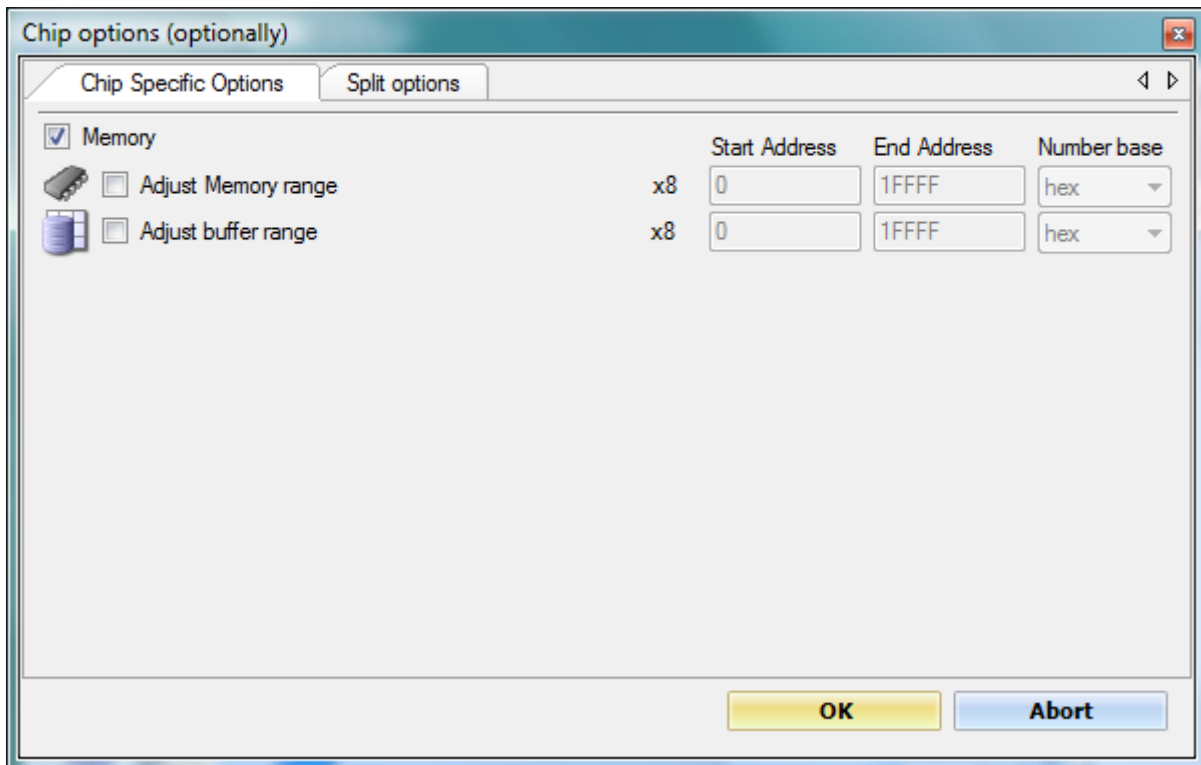 Chip options (optionally)
Chip Specific Options Split options
Memory
Start Address End Address Number base
Adjust Memory range x8 0 1FFFF hex
Adjust buffer range x8 0 1FFFF hex
OK Abort